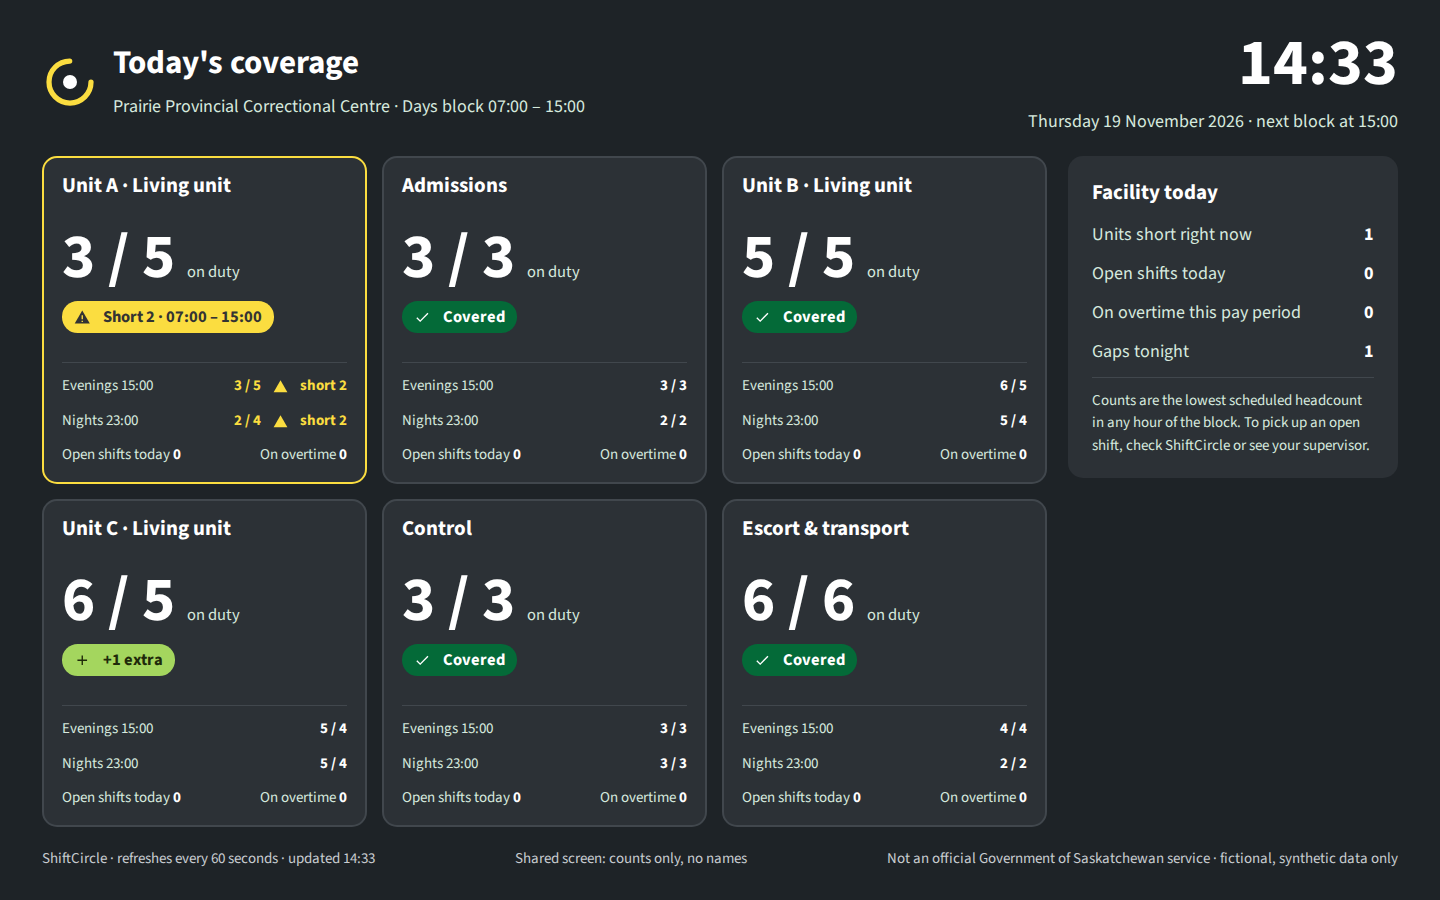 Today's coverage
Prairie Provincial Correctional Centre · Days block 07:00 – 15:00
14:33
Thursday 19 November 2026 · next block at 15:00
Unit A · Living unit
3 / 5 on duty
Short 2 · 07:00 – 15:00
Evenings 15:00 3 / 5 short 2
Nights 23:00 2 / 4 short 2
Open shifts today 0 On overtime 0
Admissions
3 / 3 on duty
Covered
Evenings 15:00 3 / 3
Nights 23:00 2 / 2
Open shifts today 0 On overtime 0
Unit B · Living unit
5 / 5 on duty
Covered
Evenings 15:00 6 / 5
Nights 23:00 5 / 4
Open shifts today 0 On overtime 0
Facility today
Units short right now 1
Open shifts today 0
On overtime this pay period 0
Gaps tonight 1
Counts are the lowest scheduled headcount
in any hour of the block. To pick up an open
shift, check ShiftCircle or see your supervisor.
Unit C · Living unit
6 / 5 on duty
+1 extra
Evenings 15:00 5 / 4
Nights 23:00 5 / 4
Open shifts today 0 On overtime 0
Control
3 / 3 on duty
Covered
Evenings 15:00 3 / 3
Nights 23:00 3 / 3
Open shifts today 0 On overtime 0
Escort & transport
6 / 6 on duty
Covered
Evenings 15:00 4 / 4
Nights 23:00 2 / 2
Open shifts today 0 On overtime 0
ShiftCircle · refreshes every 60 seconds · updated 14:33
Shared screen: counts only, no names
Not an official Government of Saskatchewan service · fictional, synthetic data only